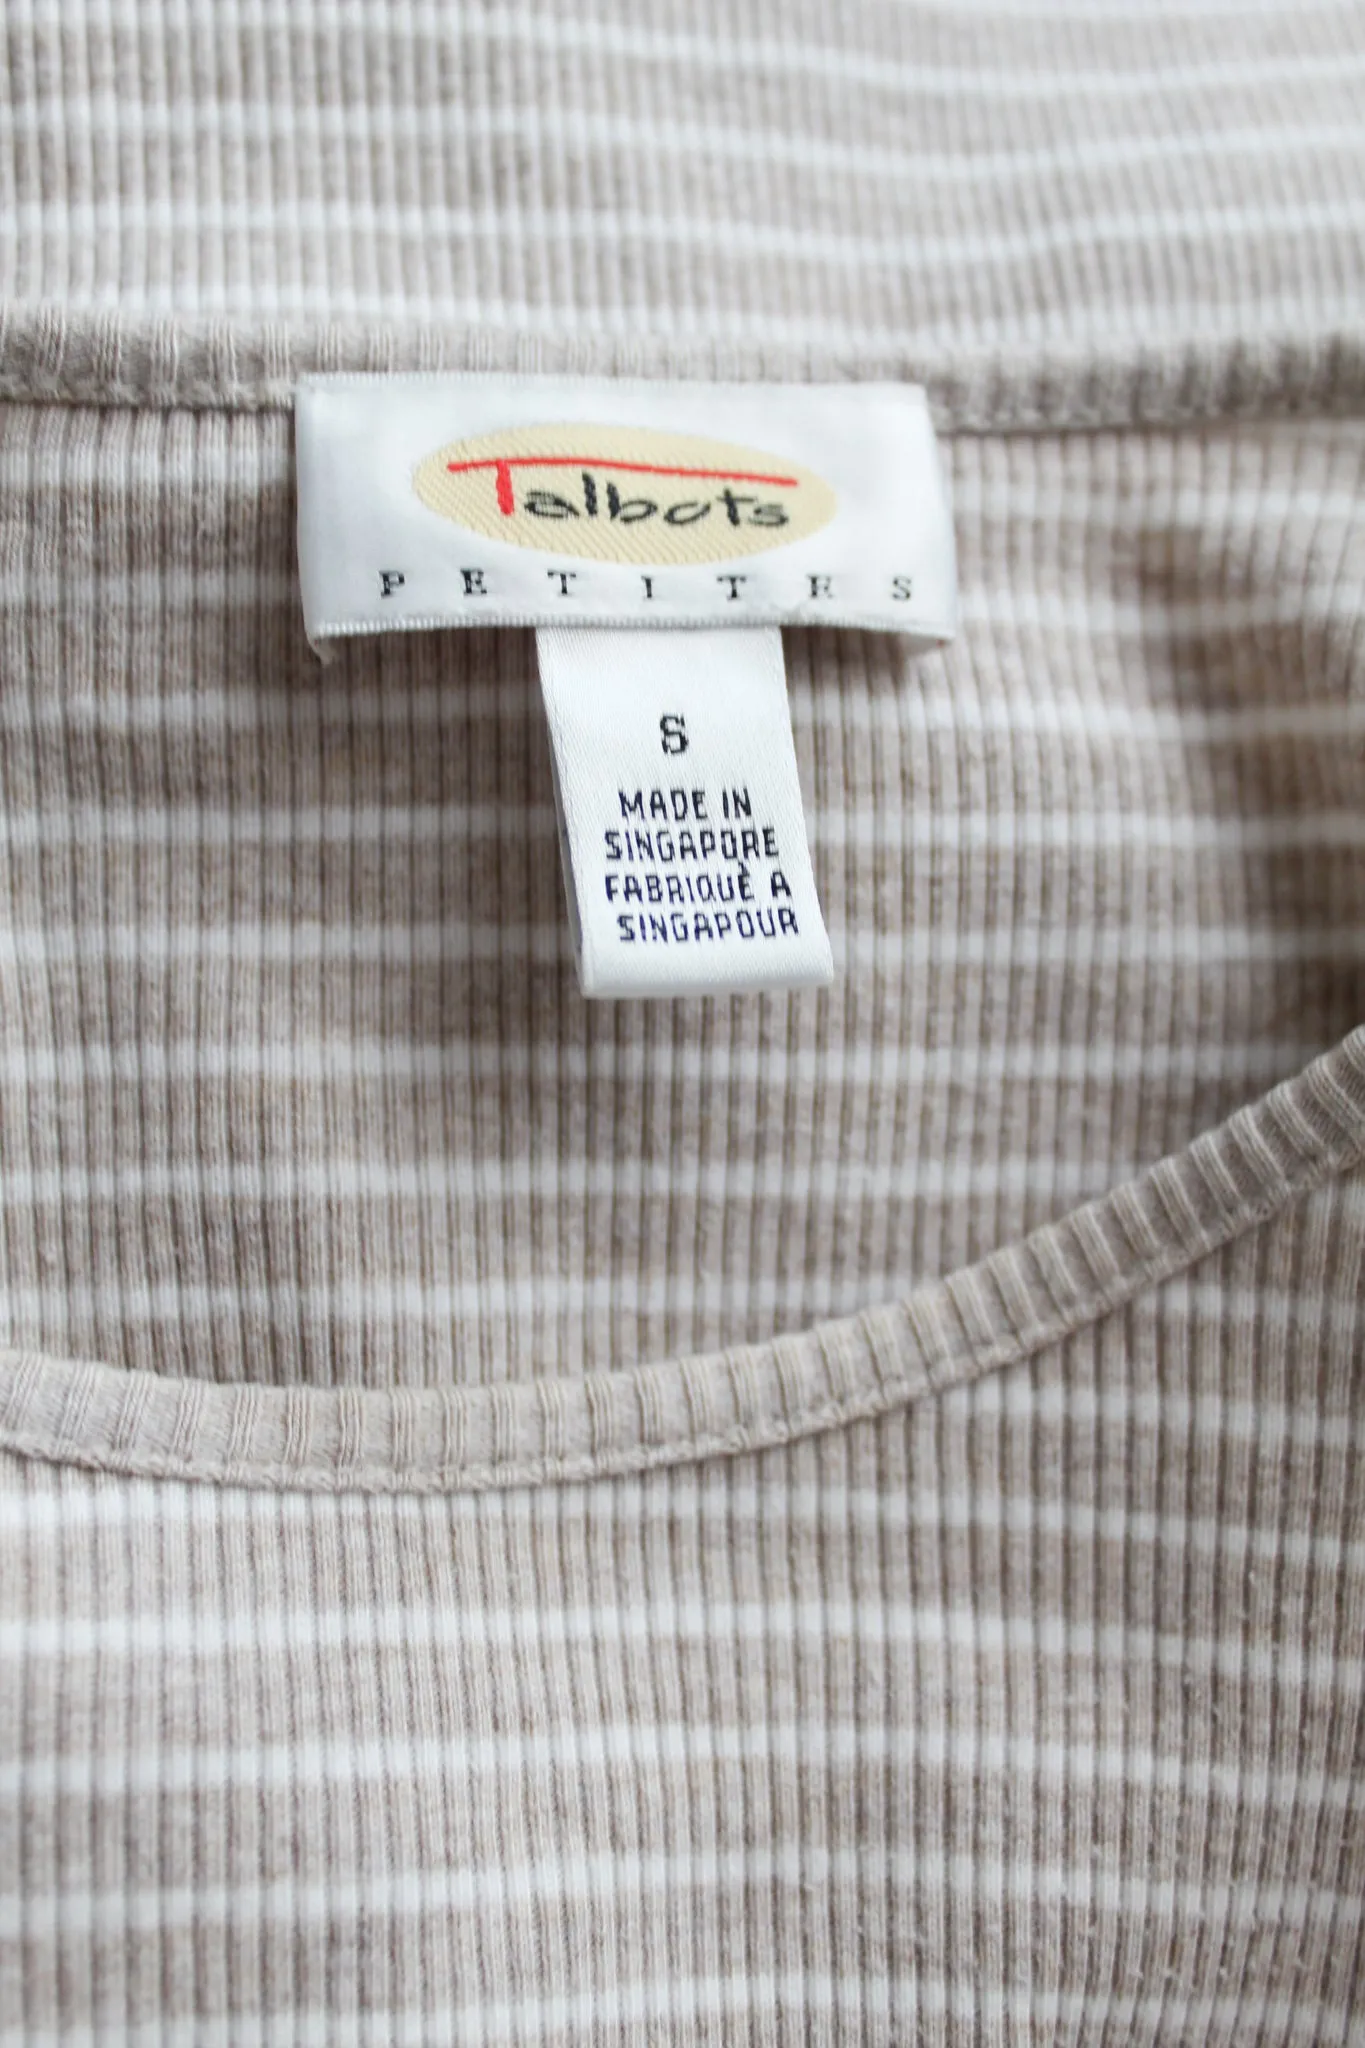 Talbots
PETITES
S
MADE IN
SINGAPORE
FABRIQUÈ A
SINGAPOUR